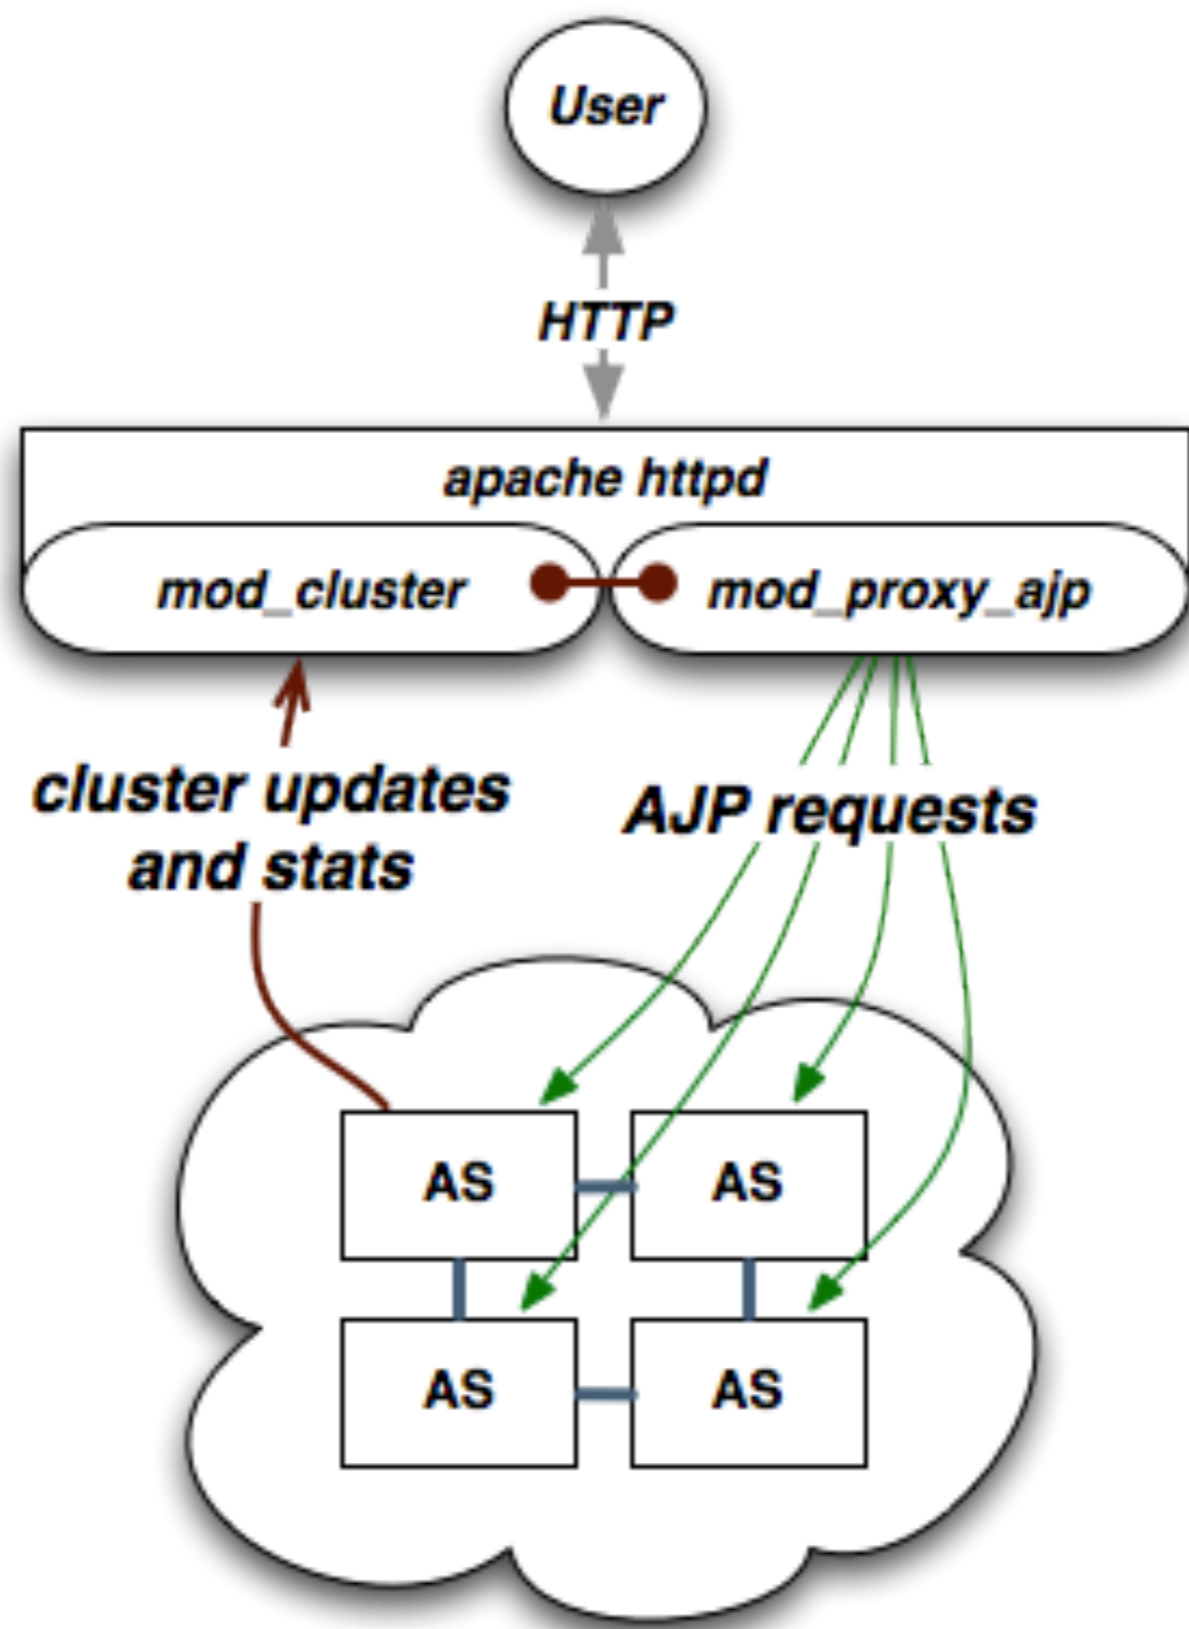 User
HTTP
apache httpd
mod_cluster
mod_proxy_ajp
cluster updates
and stats
AJP requests
AS
AS
AS
AS